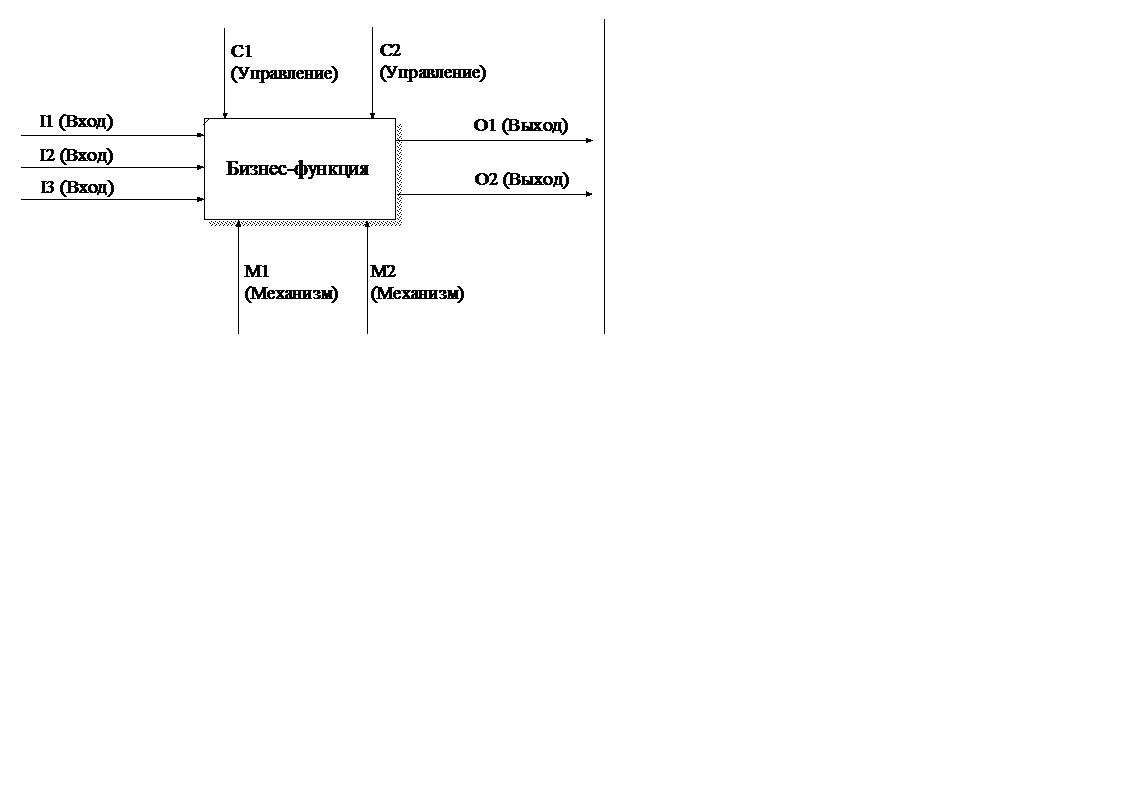 C1
(Управление)
C2
(Управление)
I1 (Вход)
I2 (Вход)
I3 (Вход)
Бизнес-функция
O1 (Выход)
O2 (Выход)
M1
(Механизм)
M2
(Механизм)